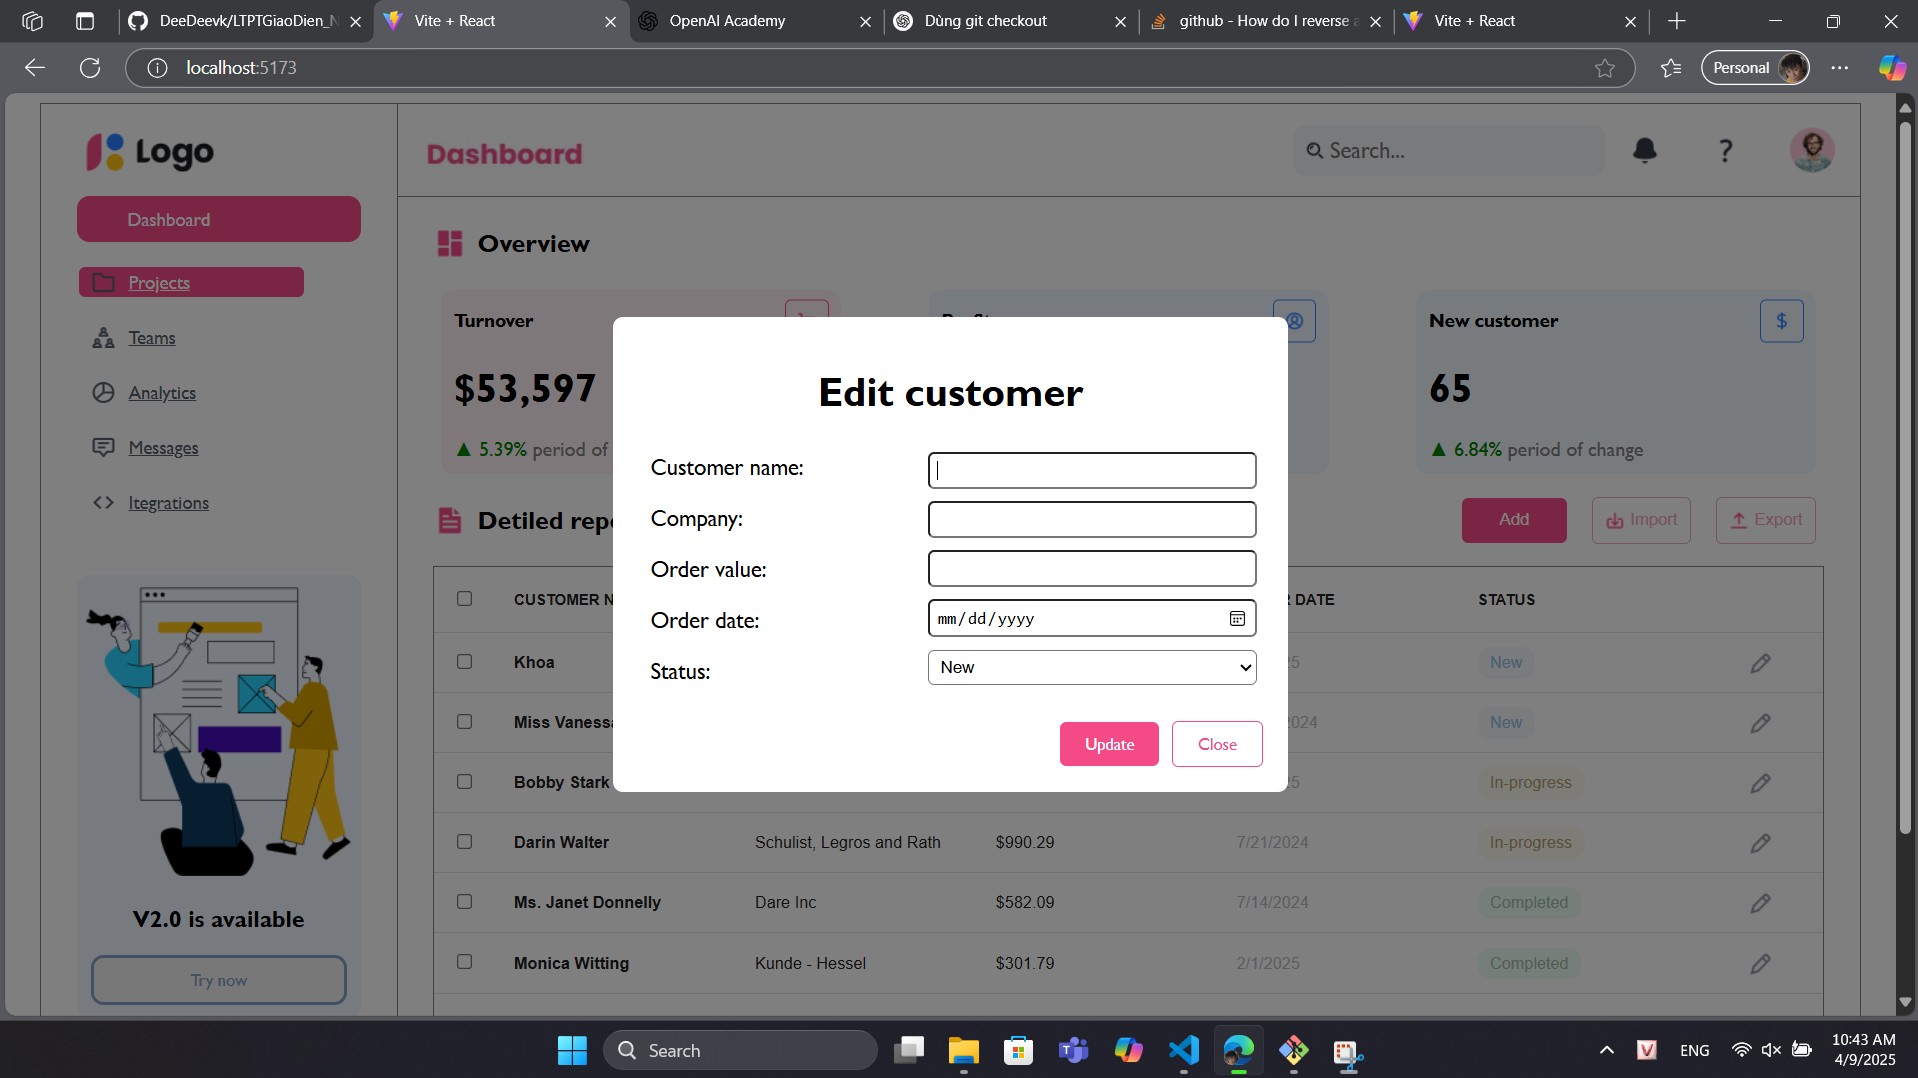 DeeDeevk/LTPTGiaoDien_N
Vite + React
OpenAI Academy
Dùng git checkout
github - How do I reverse a
Vite + React
localhost:5173
Personal
Logo
Dashboard
Search...
?
Dashboard
Projects
Teams
Analytics
Messages
Itegrations
V2.0 is available
Try now
Overview
Turnover
$53,597
▲ 5.39% period of
New customer
$
65
▲ 6.84% period of change
Detiled repo
Add
Import
Export
Edit customer
Customer name:
Company:
Order value:
Order date:
mm/dd/yyyy
Status:
New
Update
Close
CUSTOMER N
DATE
STATUS
Khoa
New
Miss Vanessa
2024
New
Bobby Stark
In-progress
Darin Walter
Schulist, Legros and Rath
$990.29
7/21/2024
In-progress
Ms. Janet Donnelly
Dare Inc
$582.09
7/14/2024
Completed
Monica Witting
Kunde - Hessel
$301.79
2/1/2025
Completed
Search
ENG
10:43 AM
4/9/2025